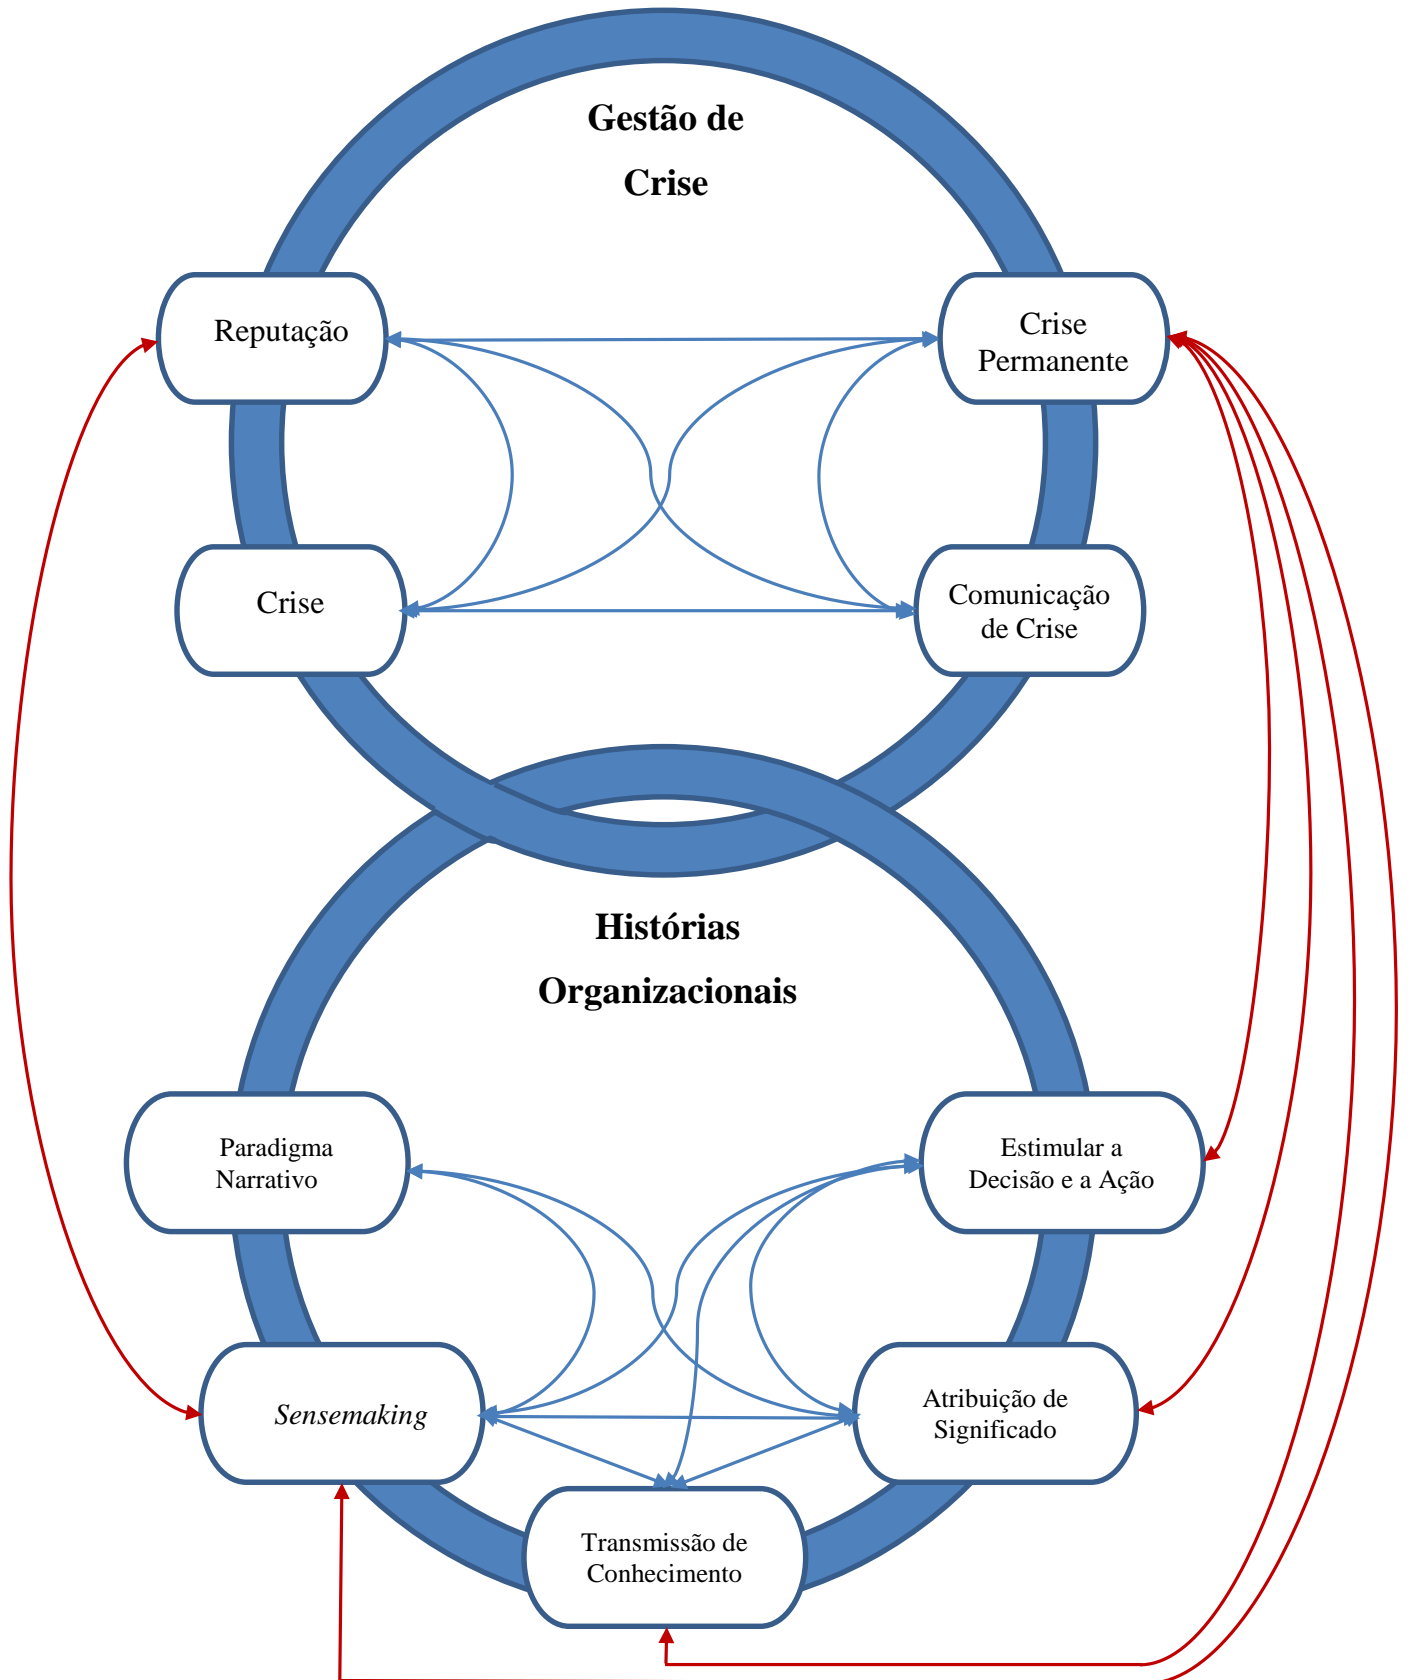 Gestão de
Crise
Reputação
Crise
Permanente
Crise
Comunicação
de Crise
Histórias
Organizacionais
Paradigma
Narrativo
Estimular a
Decisão e a Ação
Sensemaking
Atribuição de
Significado
Transmissão de
Conhecimento